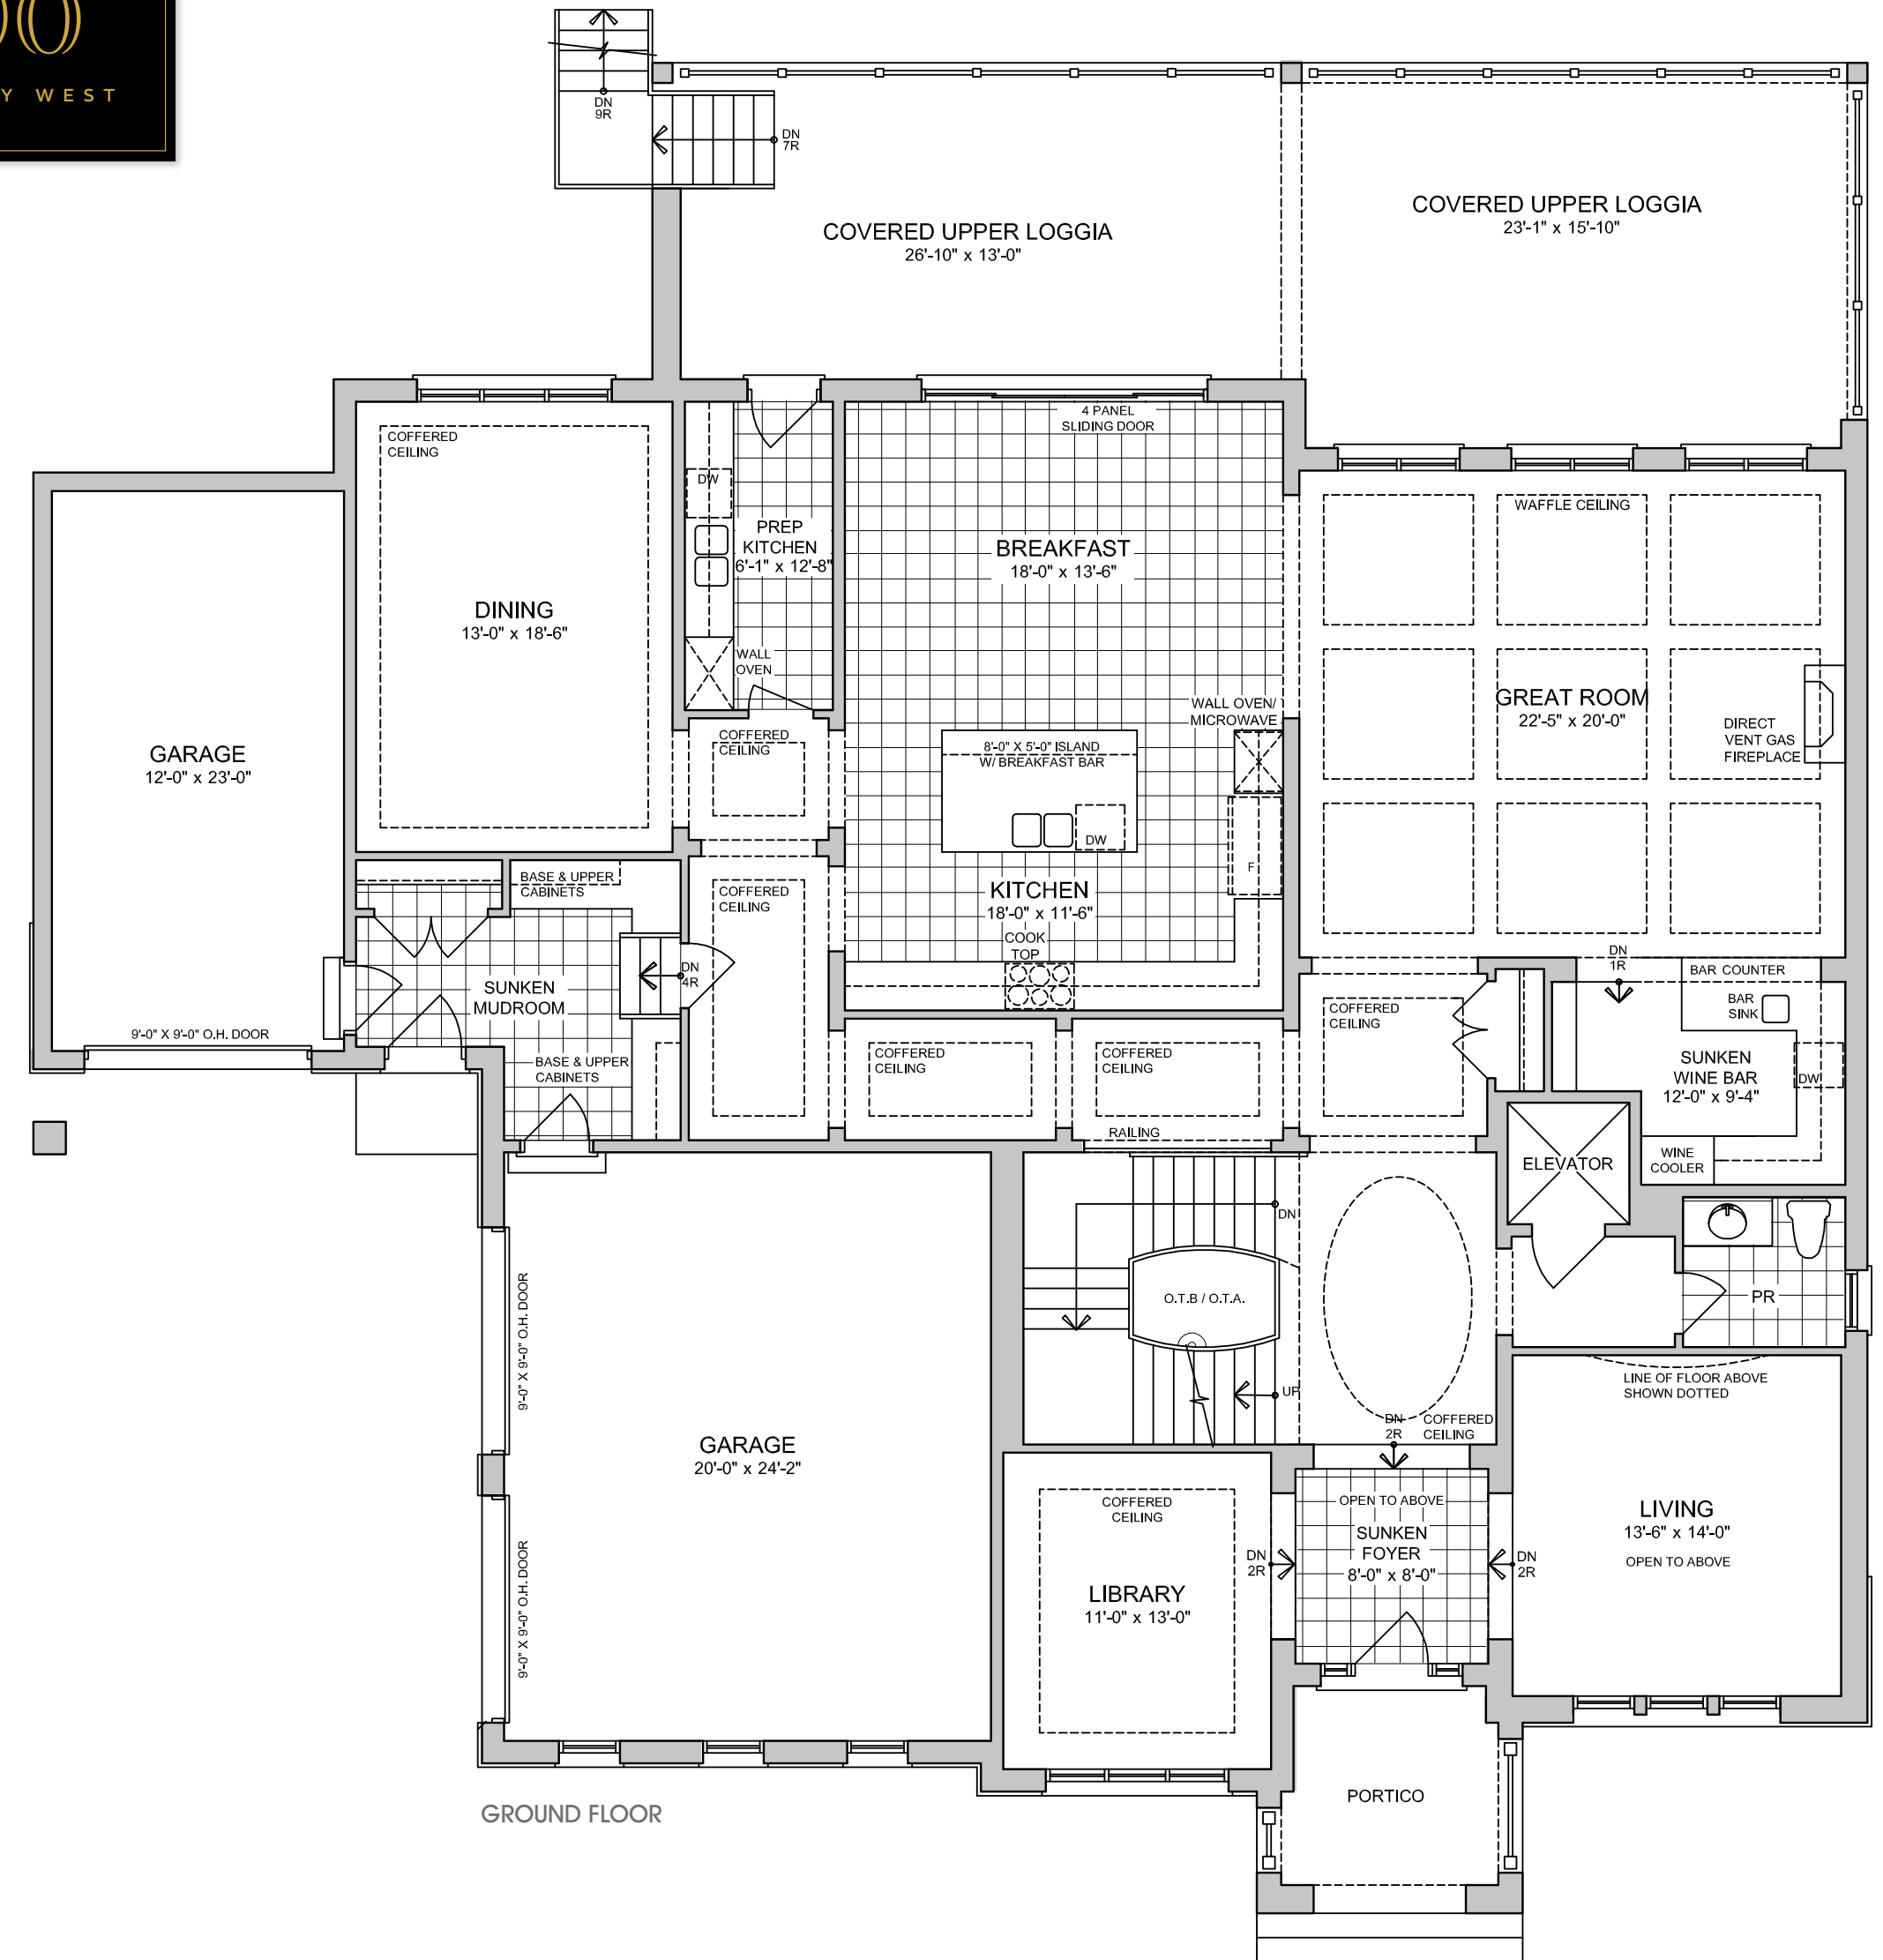 Y WEST
DN
9R
DN
7R
COVERED UPPER LOGGIA
26'-10" x 13'-0"
COVERED UPPER LOGGIA
23'-1" x 15'-10"
COFFERED
CEILING
4 PANEL
SLIDING DOOR
DW
PREP
KITCHEN
6'-1" x 12'-8"
WALL
OVEN
BREAKFAST
18'-0" x 13'-6"
WAFFLE CEILING
DINING
13'-0" x 18'-6"
GARAGE
12'-0" x 23'-0"
COFFERED
CEILING
8'-0" X 5'-0" ISLAND
W/ BREAKFAST BAR
DW
WALL OVEN/
MICROWAVE
GREAT ROOM
22'-5" x 20'-0"
DIRECT
VENT GAS
FIREPLACE
F
BASE & UPPER
CABINETS
COFFERED
CEILING
KITCHEN
18'-0" x 11'-6"
COOK
TOP
DN
4R
SUNKEN
MUDROOM
9'-0" X 9'-0" O.H. DOOR
BASE & UPPER
CABINETS
COFFERED
CEILING
COFFERED
CEILING
COFFERED
CEILING
DN
1R
BAR COUNTER
BAR
SINK
SUNKEN
WINE BAR
12'-0" x 9'-4"
DW
RAILING
WINE
COOLER
ELEVATOR
DN
O.T.B / O.T.A.
UP
PR
9'-0" X 9'-0" O.H. DOOR
LINE OF FLOOR ABOVE
SHOWN DOTTED
DN
2R
COFFERED
CEILING
GARAGE
20'-0" x 24'-2"
COFFERED
CEILING
OPEN TO ABOVE
SUNKEN
FOYER
8'-0" x 8'-0"
DN
2R
DN
2R
LIVING
13'-6" x 14'-0"
OPEN TO ABOVE
9'-0" X 9'-0" O.H. DOOR
LIBRARY
11'-0" x 13'-0"
PORTICO
GROUND FLOOR